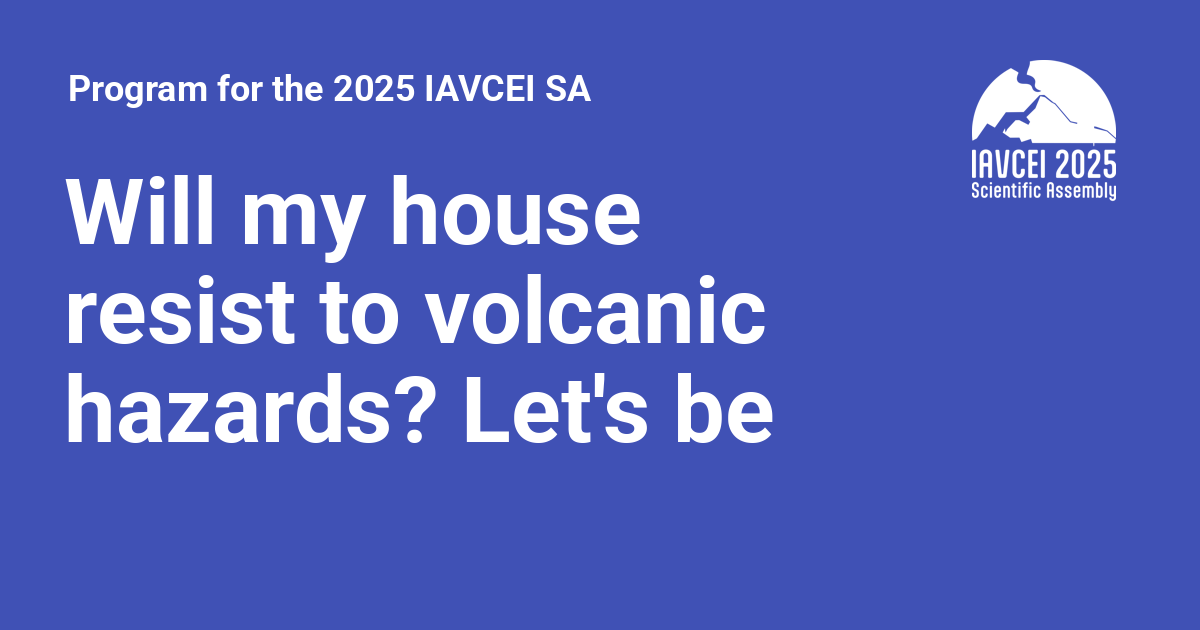 Program for the 2025 IAVCEI SA
IAVCEI 2025
Scientific Assembly
Will my house
resist to volcanic
hazards? Let's be